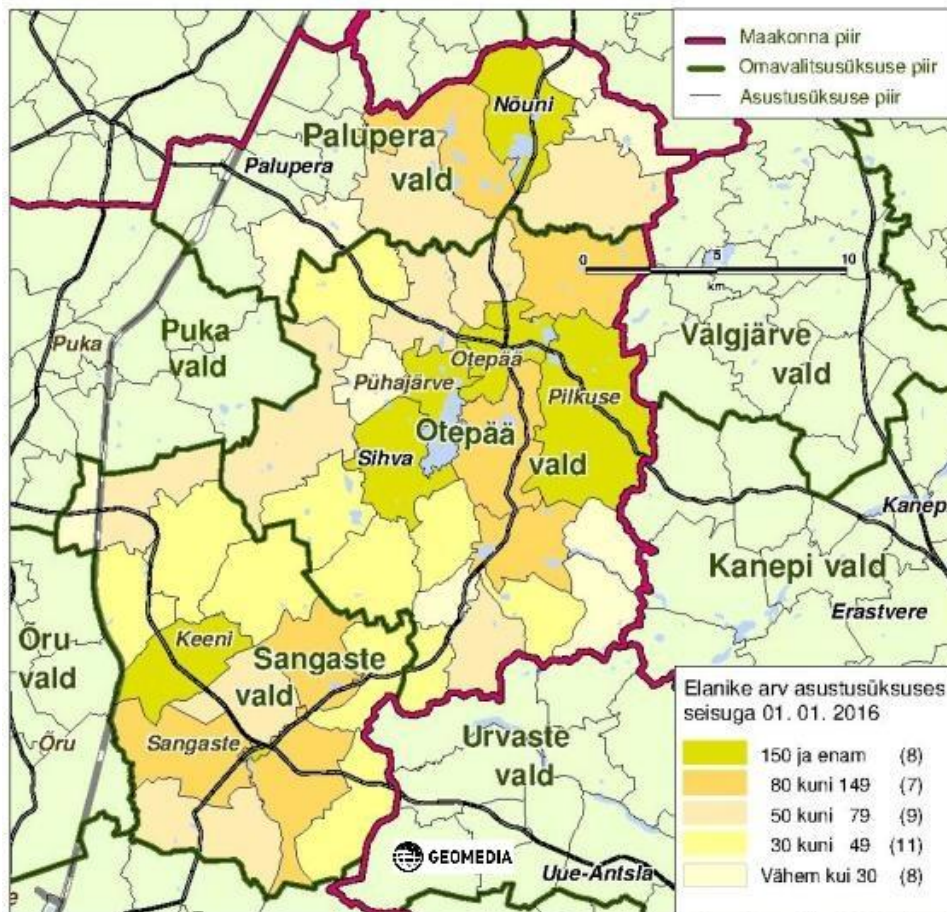 Maakonna piir
Omavalitsusüksuse piir
Asustusüksuse piir
Nõuni
Palupera
vald
Palupera
0 5 10
km
Puka
vald
Puka
Välgjärve
vald
Otepää
Pühajärve
Pilkuse
Otepää
vald
Sihva
Kanepi
Kanepi vald
Erastvere
Õru
vald
Õru
Keeni
Sangaste
vald
Sangaste
Urvaste
vald
Elanike arv asustusüksuses
seisuga 01. 01. 2016
150 ja enam (8)
80 kuni 149 (7)
50 kuni 79 (9)
30 kuni 49 (11)
Vähem kui 30 (8)
GEOMEDIA
Uue-Antsla